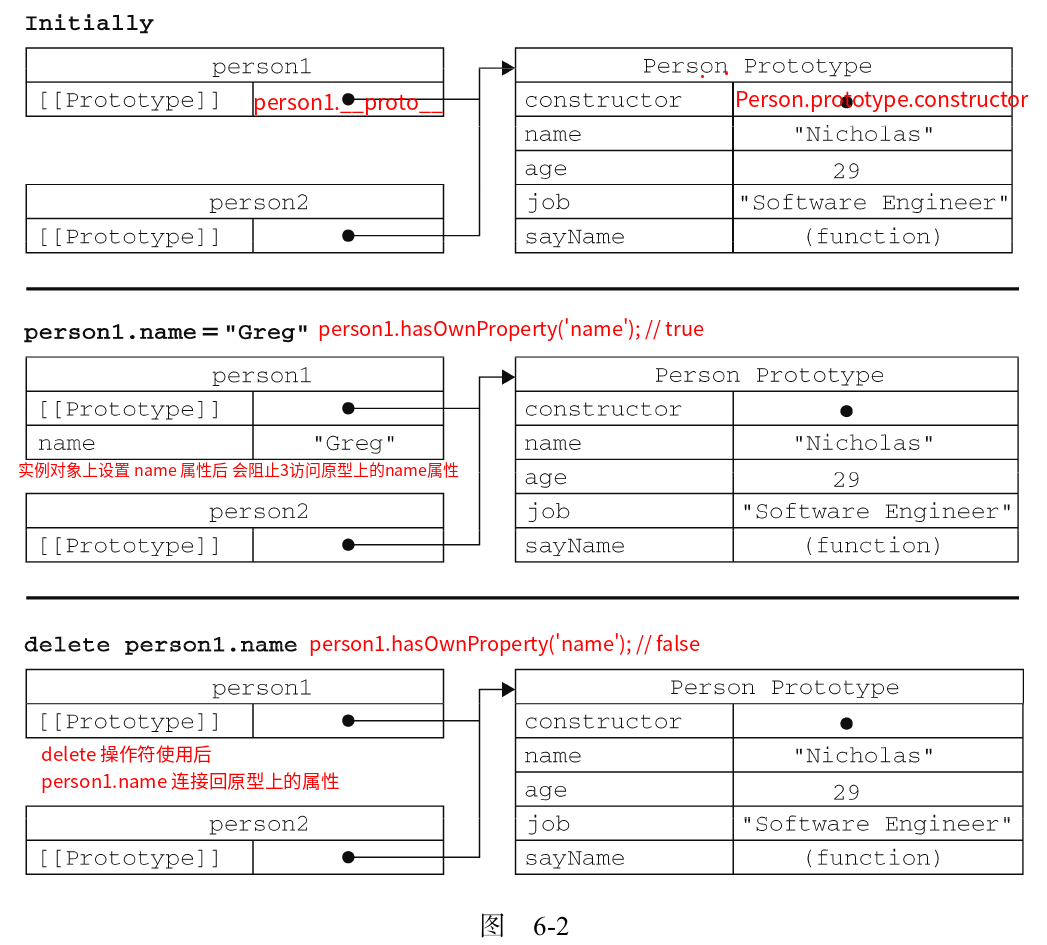 Initially
person1
Person Prototype
[[Prototype]] person1.__proto__
constructor Person.prototype.constructor
name "Nicholas"
age 29
person2
job "Software Engineer"
[[Prototype]]
sayName (function)
person1.name="Greg" person1.hasOwnProperty('name'); // true
person1
Person Prototype
[[Prototype]]
constructor
name "Greg"
name "Nicholas"
实例对象上设置 name 属性后 会阻止3访问原型上的name属性
age 29
person2
job "Software Engineer"
[[Prototype]]
sayName (function)
delete person1.name person1.hasOwnProperty('name'); // false
person1
Person Prototype
[[Prototype]]
constructor
delete 操作符使用后
name "Nicholas"
person1.name 连接回原型上的属性
age 29
person2
job "Software Engineer"
[[Prototype]]
sayName (function)
图 6-2